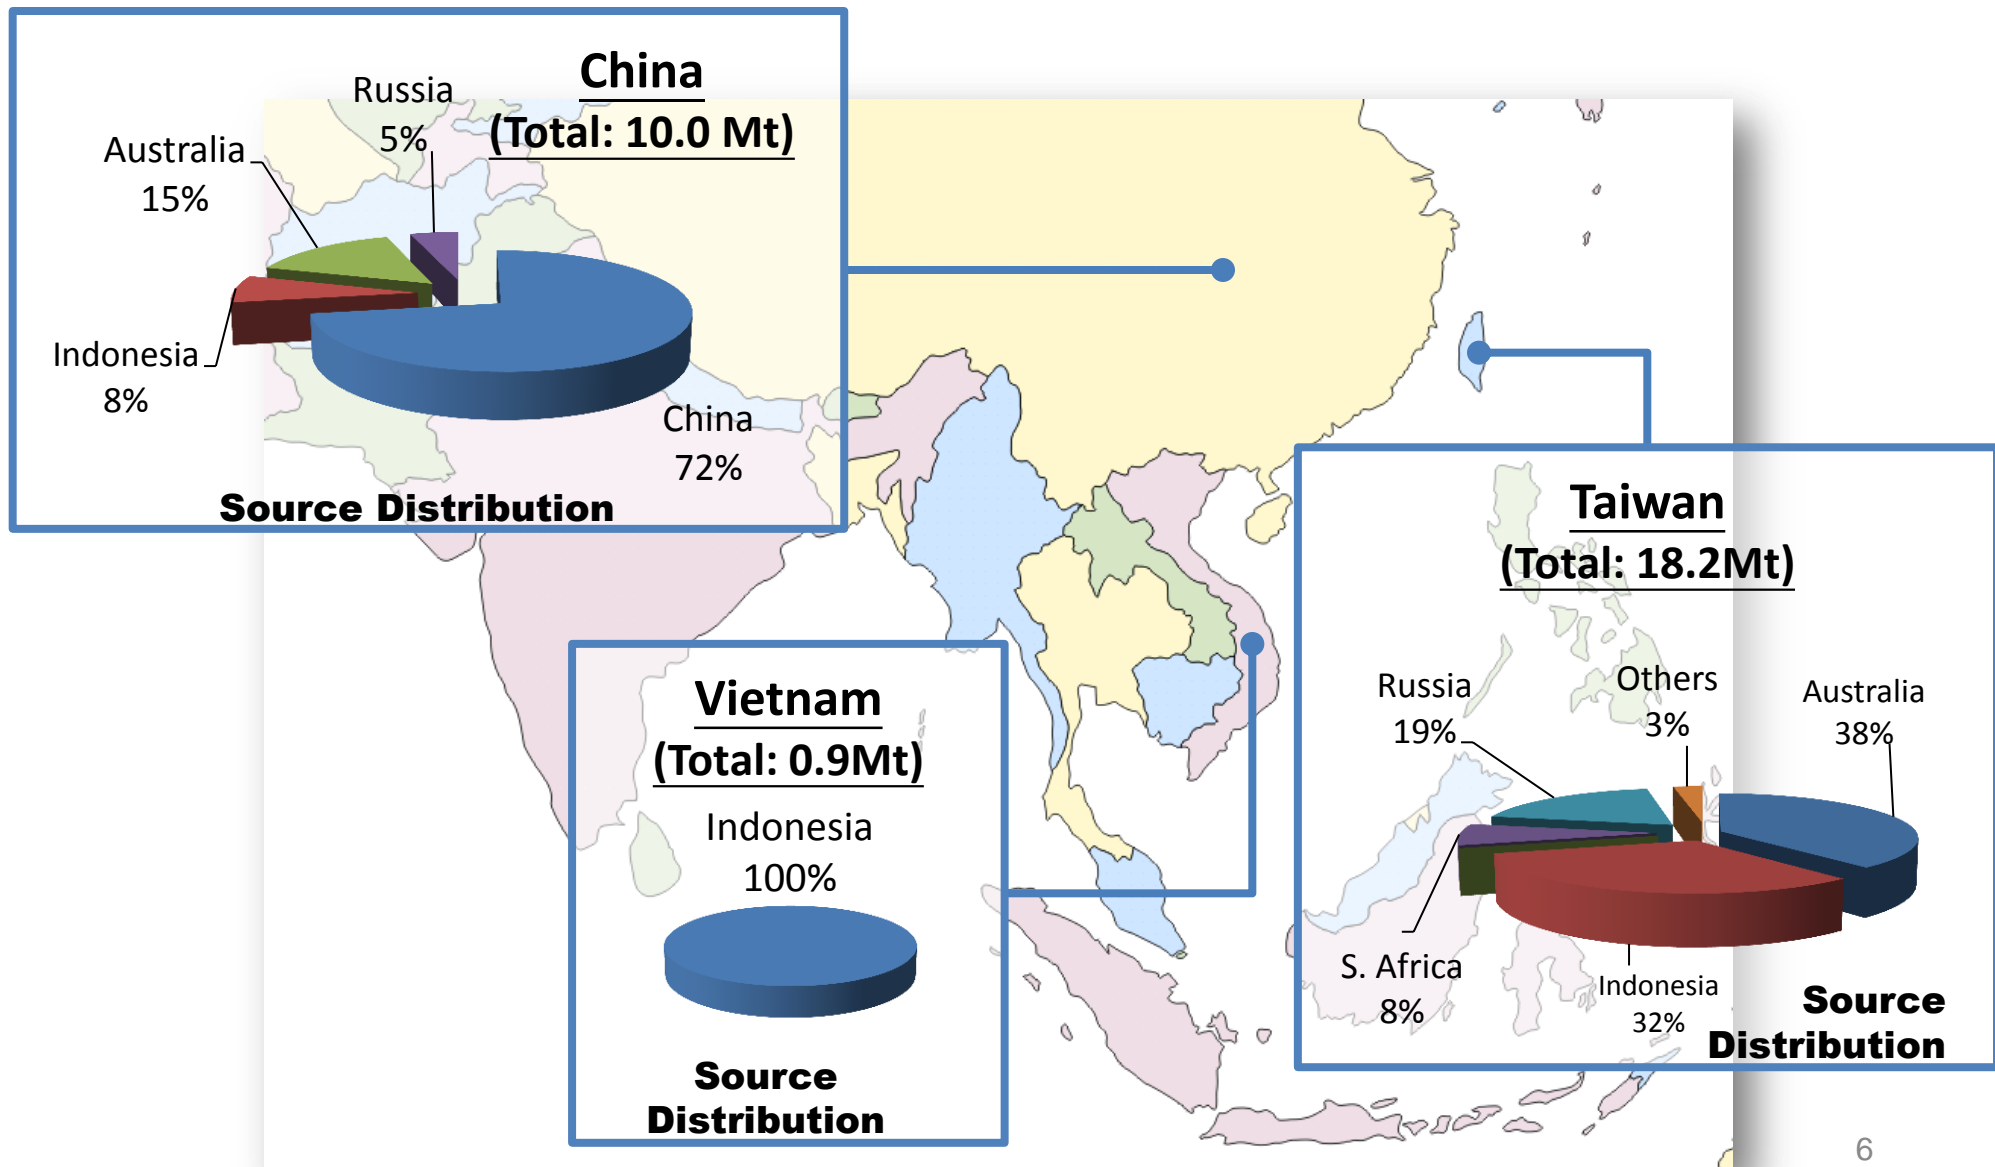 China
(Total: 10.0 Mt)
Russia
5%
Australia
15%
Indonesia
8%
China
72%
Source Distribution
Taiwan
(Total: 18.2Mt)
Russia
19%
Others
3%
Australia
38%
S. Africa
8%
Indonesia
32%
Source
Distribution
Vietnam
(Total: 0.9Mt)
Indonesia
100%
Source
Distribution
6